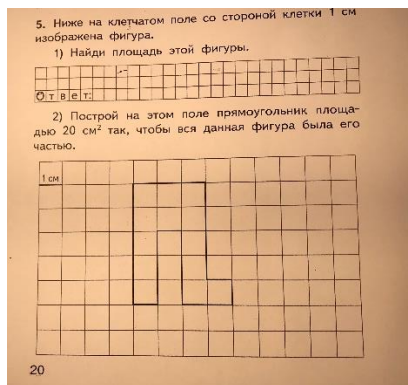 5. Ниже на клетчатом поле со стороной клетки 1 см
изображена фигура.
1) Найди площадь этой фигуры.
Ответ:
2) Построй на этом поле прямоугольник площа-
дью 20 см² так, чтобы вся данная фигура была его
частью.
1 см
20